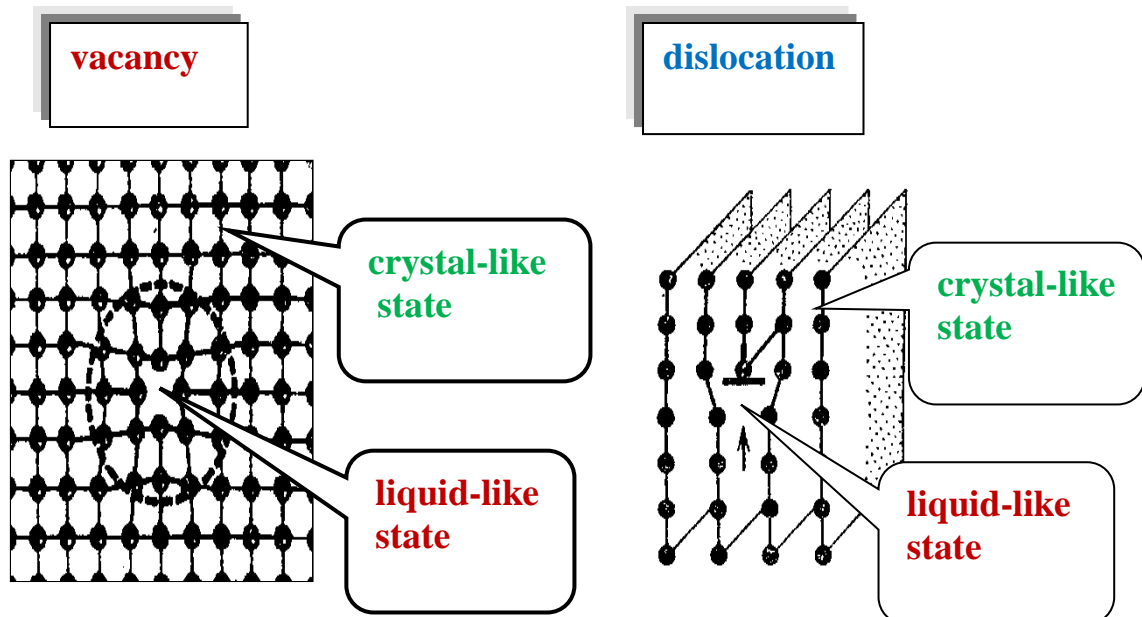 vacancy
dislocation
crystal-like
state
crystal-like
state
liquid-like
state
liquid-like
state